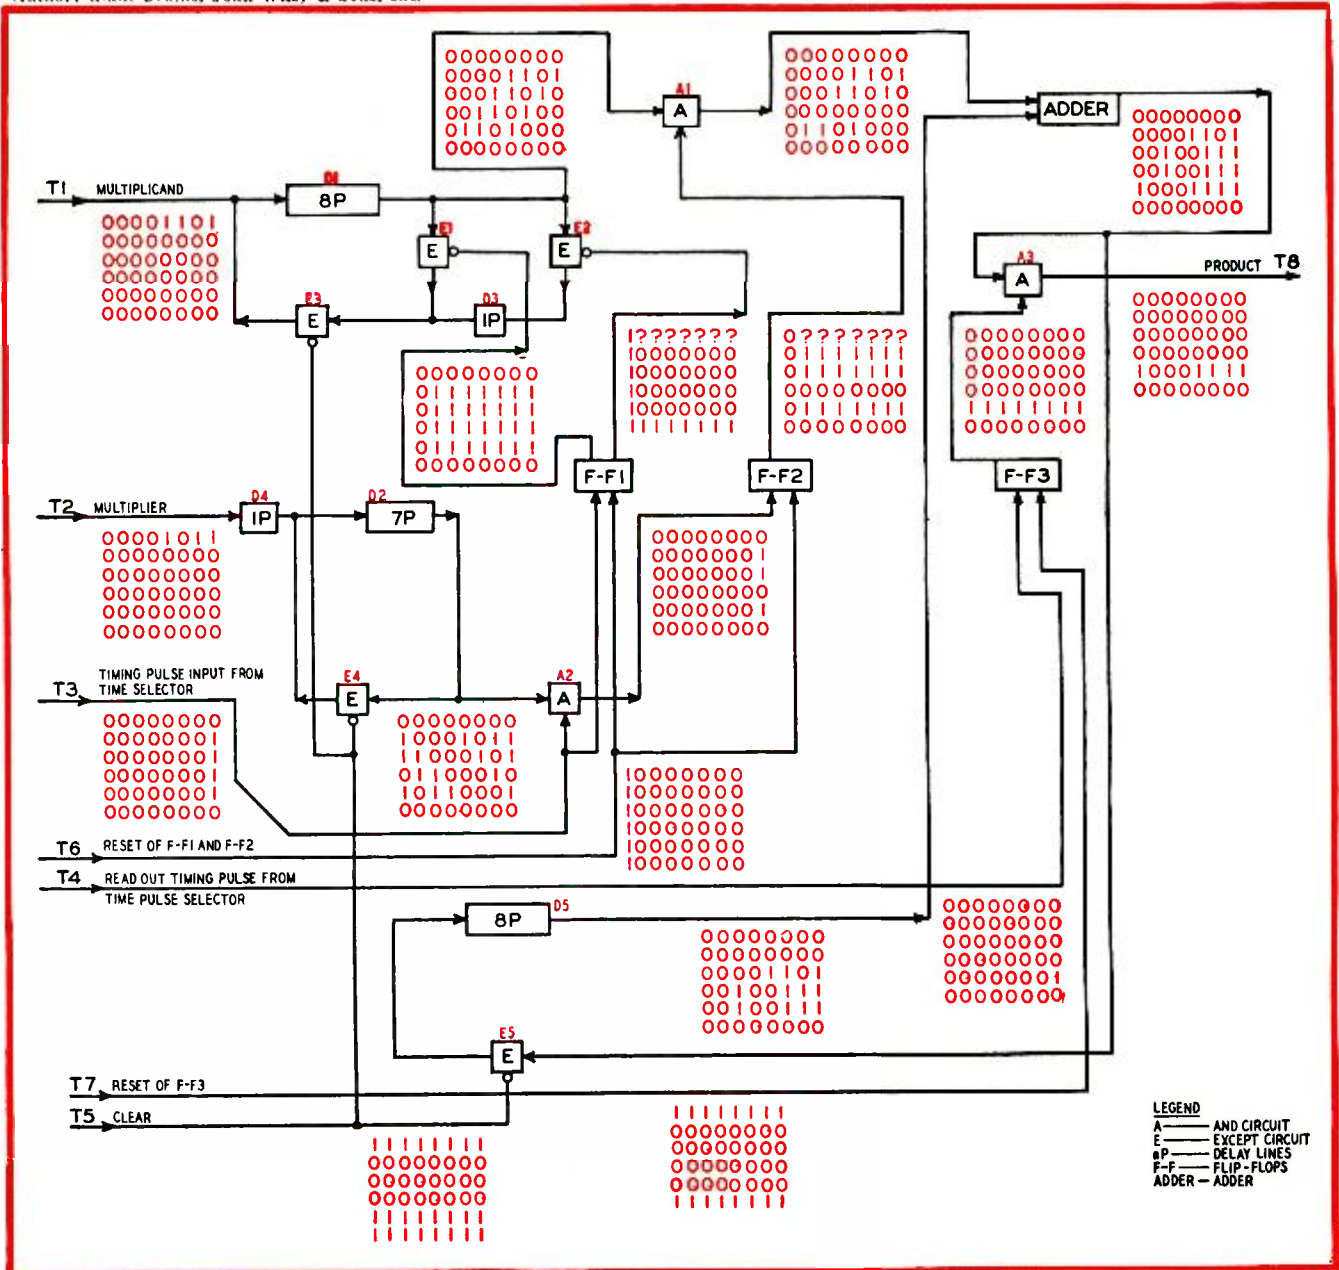 00000000
00001101
00011010
00110100
01101000
00000000
A1
A
00000000
00001101
00011010
00000000
01101000
00000000
ADDER
00000000
00001101
00100111
00100111
10001111
00000000
T1 MULTIPLICAND
D1
8P
00001101
00000000
00000000
00000000
00000000
00000000
E1
E
E2
E
E3
E
D3
1P
A3
A
PRODUCT T8
00000000
00000000
00000000
00000000
10001111
00000000
00000000
01111111
01111111
01111111
01111111
00000000
1???????
10000000
10000000
10000000
10000000
11111111
0???????
01111111
01111111
00000000
01111111
00000000
00000000
00000000
00000000
00000000
11111111
00000000
F-F1
F-F2
F-F3
T2 MULTIPLIER
D4
1P
D2
7P
00001011
00000000
00000000
00000000
00000000
00000000
00000000
00000001
00000001
00000000
00000001
00000000
T3
TIMING PULSE INPUT FROM
TIME SELECTOR
E4
E
A2
A
00000000
00000001
00000001
00000001
00000001
00000000
00000000
10001011
11000101
01100010
10110001
00000000
10000000
10000000
10000000
10000000
10000000
10000000
T6 RESET OF F-F1 AND F-F2
T4 READ OUT TIMING PULSE FROM
TIME PULSE SELECTOR
8P
D5
00000000
00000000
00001101
00100111
00100111
00000000
00000000
00000000
00000000
00000000
00000001
00000000
E5
E
T7 RESET OF F-F3
T5 CLEAR
11111111
00000000
00000000
00000000
11111111
11111111
11111111
00000000
00000000
00000000
00000000
11111111
LEGEND
A — AND CIRCUIT
E — EXCEPT CIRCUIT
nP — DELAY LINES
F-F — FLIP-FLOPS
ADDER — ADDER